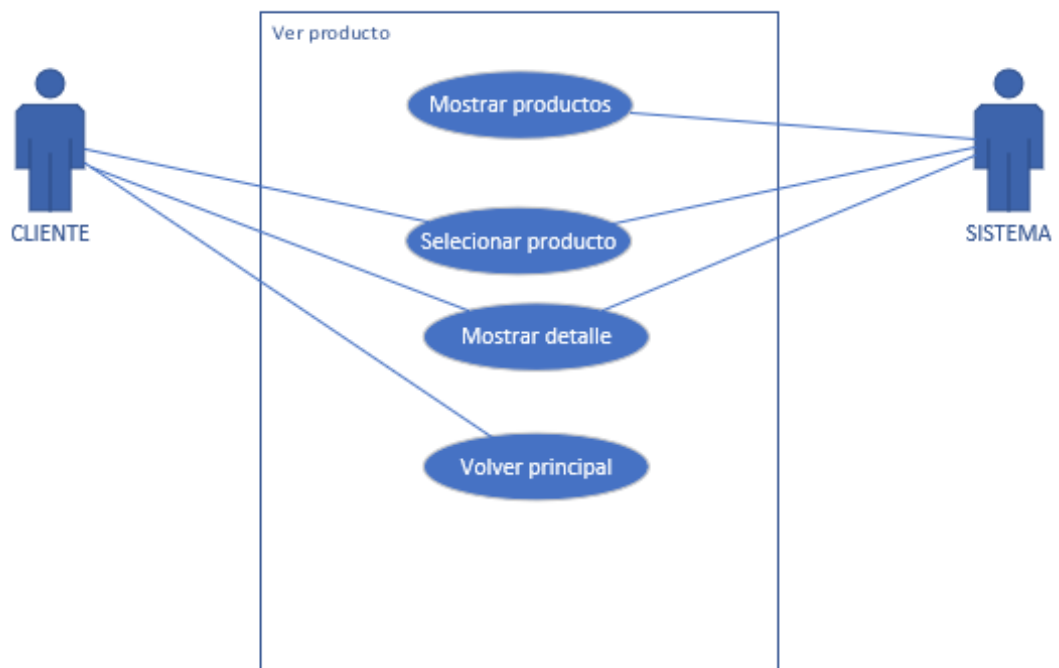 Ver producto
Mostrar productos
CLIENTE
Selecionar producto
SISTEMA
Mostrar detalle
Volver principal